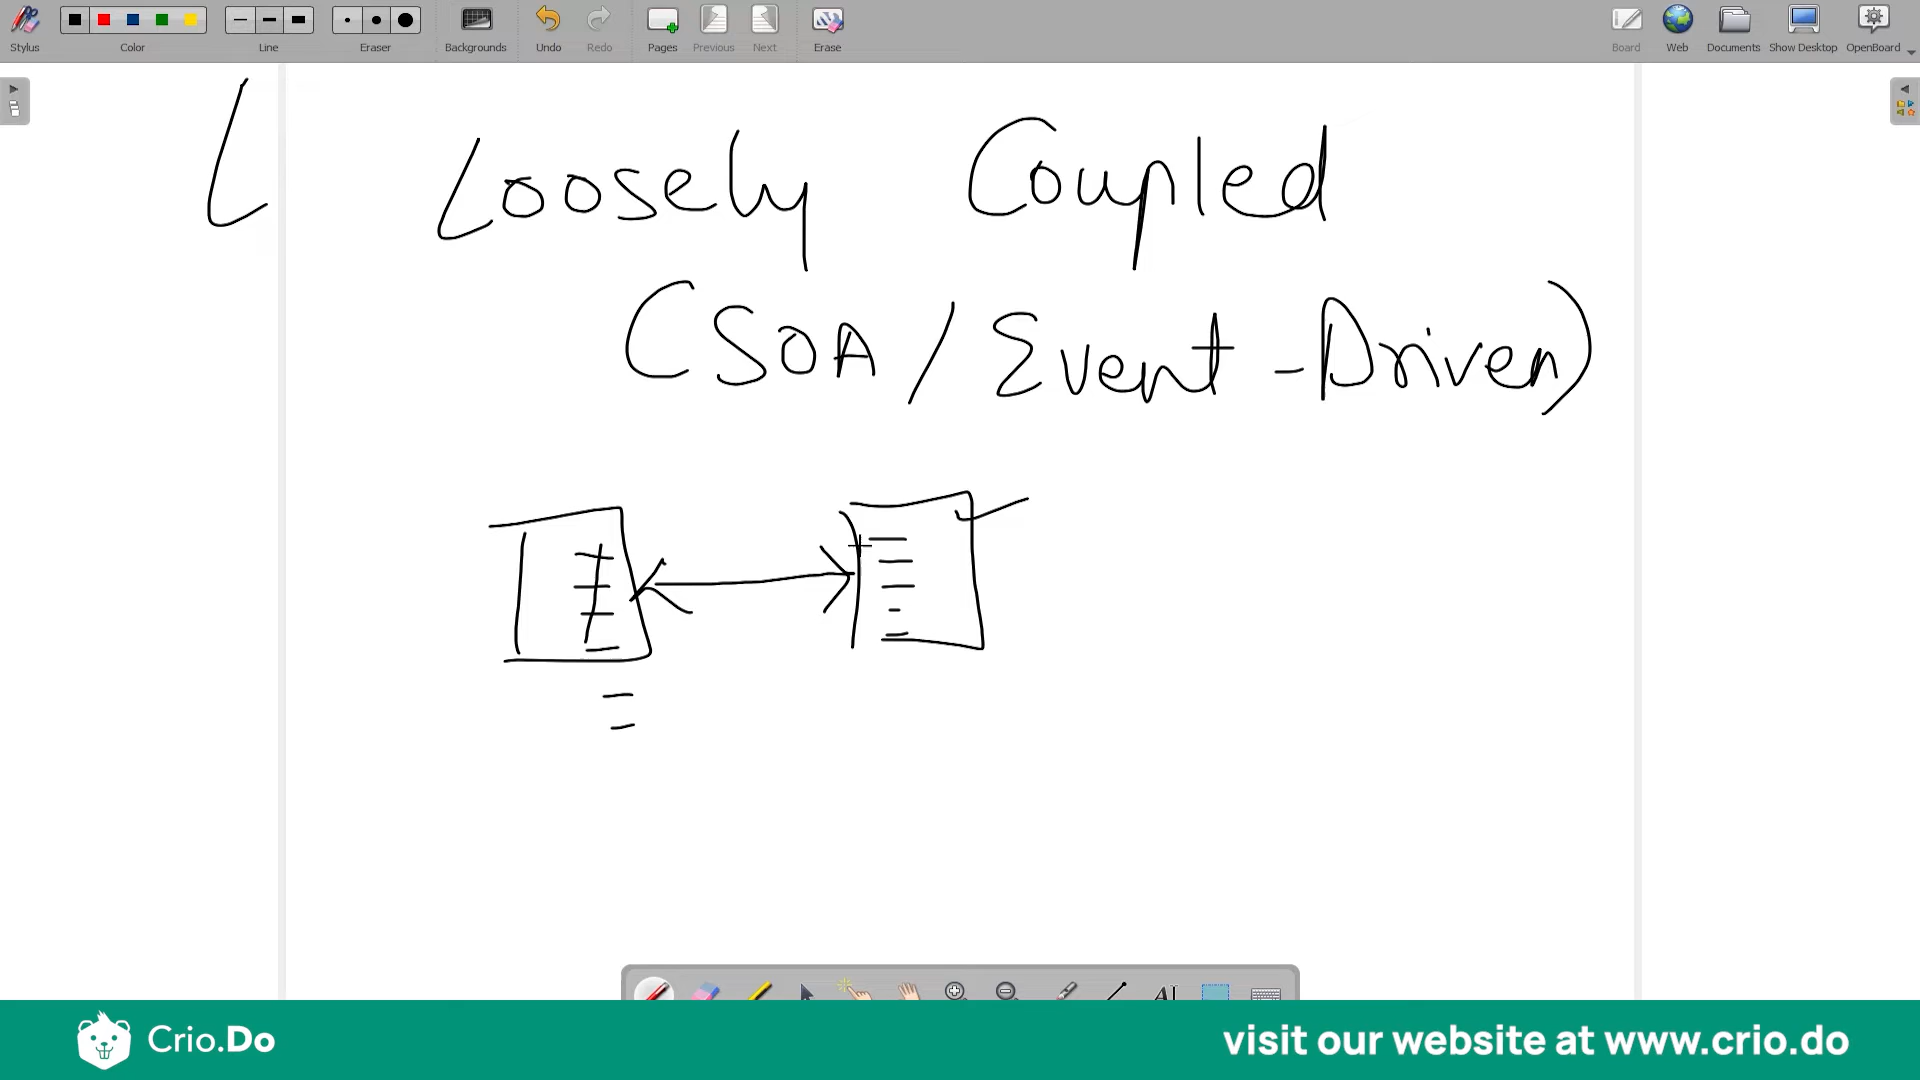 Stylus
Color
Line
Eraser
Backgrounds
Undo
Redo
Pages
Previous
Next
Erase
Board
Web
Documents
Show Desktop
OpenBoard
L Loosely Coupled
(SOA / Event-Driven)
Crio.Do
visit our website at www.crio.do